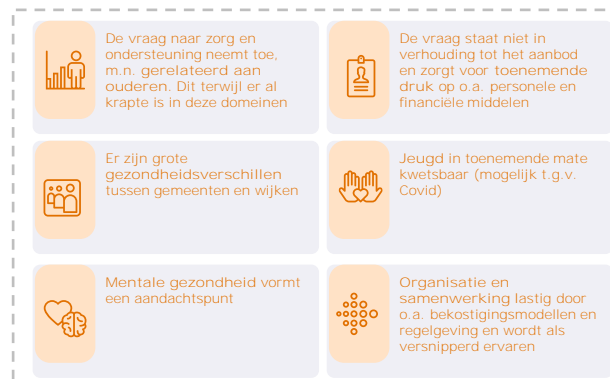 De vraag naar zorg en
ondersteuning neemt toe,
m.n. gerelateerd aan
ouderen. Dit terwijl er al
krapte is in deze domeinen
De vraag staat niet in
verhouding tot het aanbod
en zorgt voor toenemende
druk op o.a. personele en
financiële middelen
Er zijn grote
gezondheidsverschillen
tussen gemeenten en wijken
Jeugd in toenemende mate
kwetsbaar (mogelijk t.g.v.
Covid)
Mentale gezondheid vormt
een aandachtspunt
Organisatie en
samenwerking lastig door
o.a. bekostigingsmodellen en
regelgeving en wordt als
versnipperd ervaren